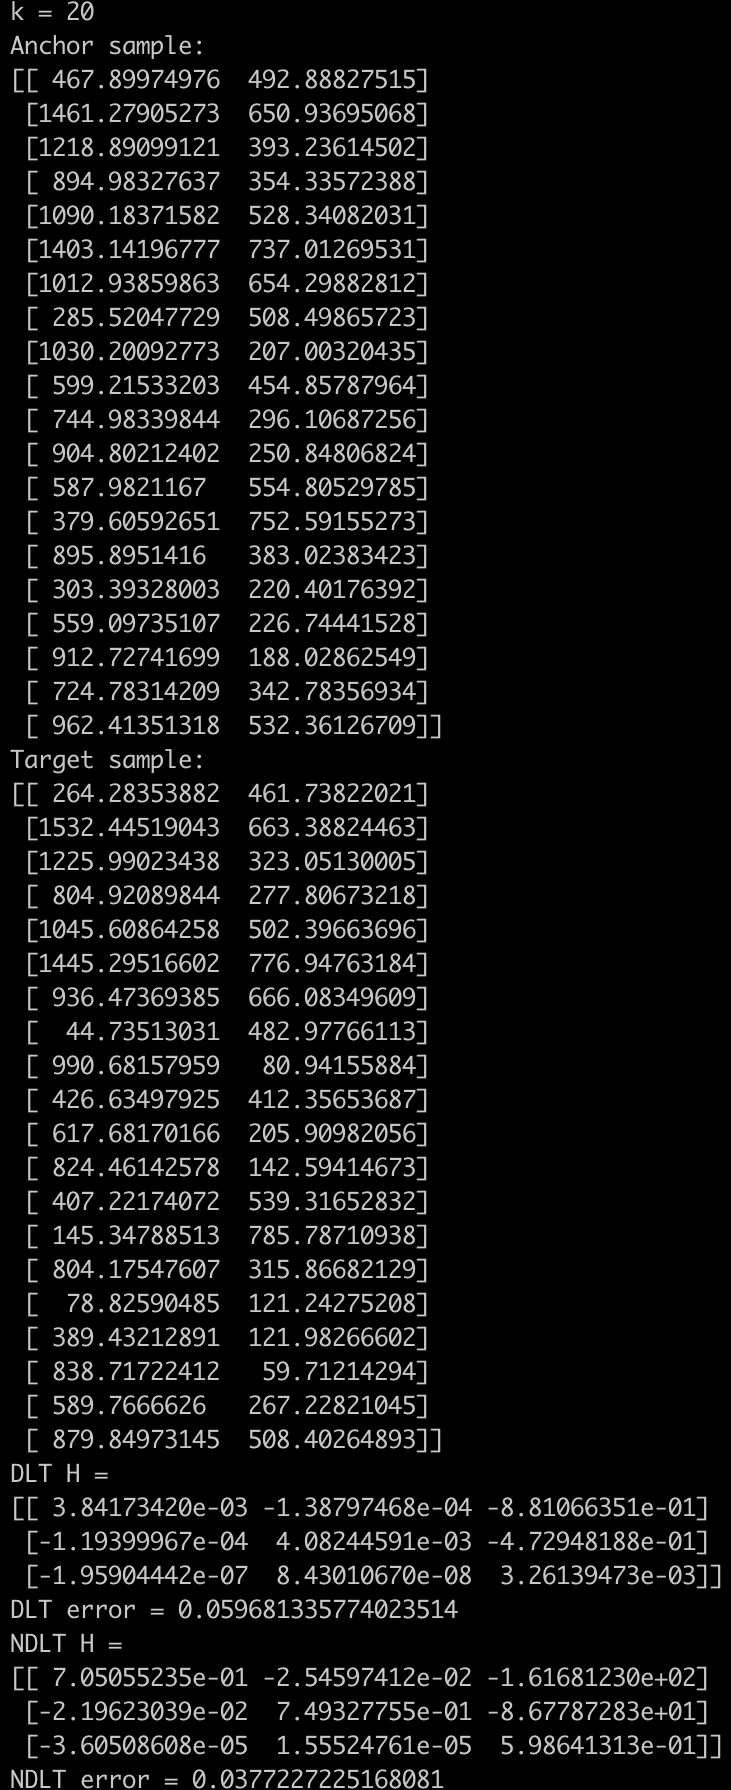 k = 20
Anchor sample:
[[ 467.89974976  492.88827515]
 [1461.27905273  650.93695068]
 [1218.89099121  393.23614502]
 [ 894.98327637  354.33572388]
 [1090.18371582  528.34082031]
 [1403.14196777  737.01269531]
 [1012.93859863  654.29882812]
 [ 285.52047729  508.49865723]
 [1030.20092773  207.00320435]
 [ 599.21533203  454.85787964]
 [ 744.98339844  296.10687256]
 [ 904.80212402  250.84806824]
 [ 587.9821167   554.80529785]
 [ 379.60592651  752.59155273]
 [ 895.8951416   383.02383423]
 [ 303.39328003  220.40176392]
 [ 559.09735107  226.74441528]
 [ 912.72741699  188.02862549]
 [ 724.78314209  342.78356934]
 [ 962.41351318  532.36126709]]
Target sample:
[[ 264.28353882  461.73822021]
 [1532.44519043  663.38824463]
 [1225.99023438  323.05130005]
 [ 804.92089844  277.80673218]
 [1045.60864258  502.39663696]
 [1445.29516602  776.94763184]
 [ 936.47369385  666.08349609]
 [  44.73513031  482.97766113]
 [ 990.68157959   80.94155884]
 [ 426.63497925  412.35653687]
 [ 617.68170166  205.90982056]
 [ 824.46142578  142.59414673]
 [ 407.22174072  539.31652832]
 [ 145.34788513  785.78710938]
 [ 804.17547607  315.86682129]
 [  78.82590485  121.24275208]
 [ 389.43212891  121.98266602]
 [ 838.71722412   59.71214294]
 [ 589.7666626   267.22821045]
 [ 879.84973145  508.40264893]]
DLT H =
[[ 3.84173420e-03 -1.38797468e-04 -8.81066351e-01]
 [-1.19399967e-04  4.08244591e-03 -4.72948188e-01]
 [-1.95904442e-07  8.43010670e-08  3.26139473e-03]]
DLT error = 0.059681335774023514
NDLT H =
[[ 7.05055235e-01 -2.54597412e-02 -1.61681230e+02]
 [-2.19623039e-02  7.49327755e-01 -8.67787283e+01]
 [-3.60508608e-05  1.55524761e-05  5.98641313e-01]]
NDLT error = 0.0377227225168081